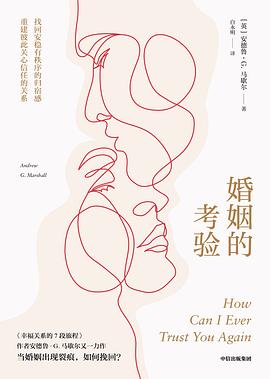 [英] 安德鲁·G. 马歇尔——著
白永明——译
找回安稳有秩序的归宿感
重建彼此关心信任的关系
Andrew
G. Marshall
婚姻的
考验
How
Can I Ever
Trust You Again
《幸福关系的7段旅程》
作者安德鲁·G. 马歇尔又一力作
当婚姻出现裂痕,如何挽回?
中信出版集团